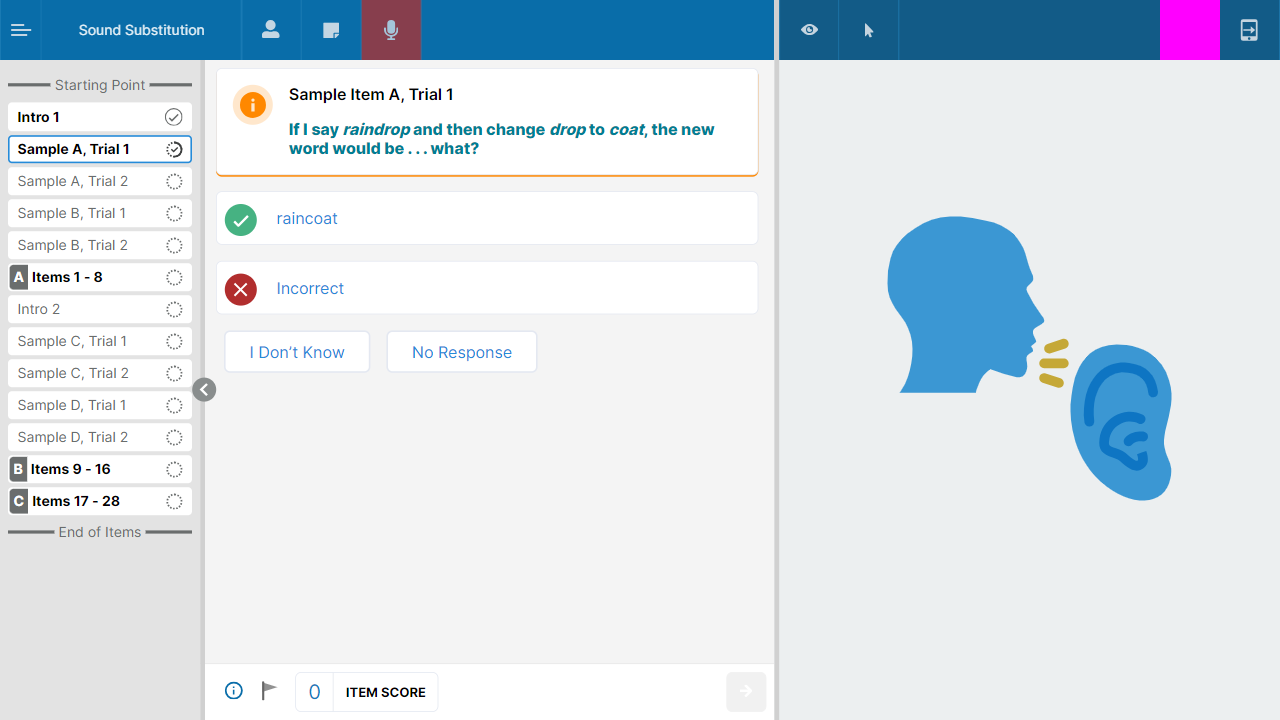 Sound Substitution
Starting Point
Intro 1
Sample A, Trial 1
Sample A, Trial 2
Sample B, Trial 1
Sample B, Trial 2
A Items 1 - 8
Intro 2
Sample C, Trial 1
Sample C, Trial 2
Sample D, Trial 1
Sample D, Trial 2
B Items 9 - 16
C Items 17 - 28
End of Items
Sample Item A, Trial 1
If I say raindrop and then change drop to coat, the new
word would be . . . what?
raincoat
Incorrect
I Don’t Know No Response
0 ITEM SCORE